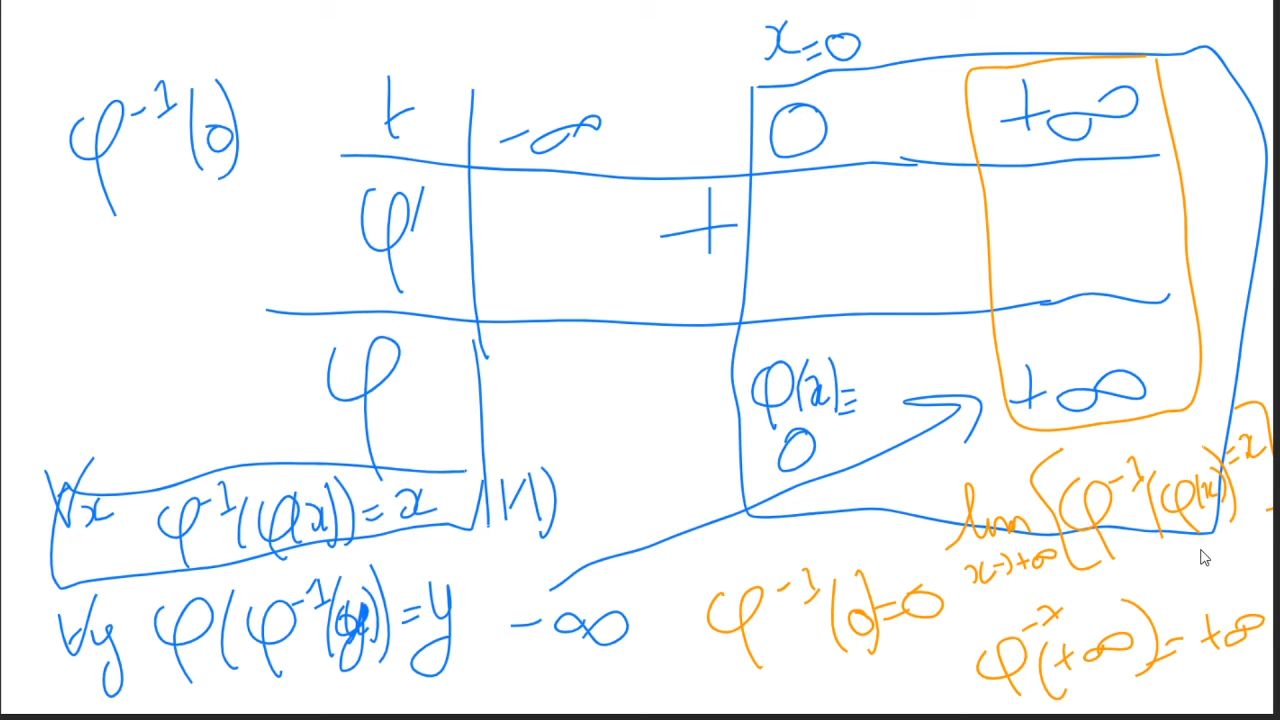 x=0
φ⁻¹(0)
t -∞ 0 +∞
φ' +
φ φ(x)= +∞
0
∀x φ⁻¹(φ(x))=x
lim {φ⁻¹(φ(x))=x
x→+∞
∀y φ(φ⁻¹(y))=y -∞ φ⁻¹(0)=0
φ⁻¹(+∞)=+∞